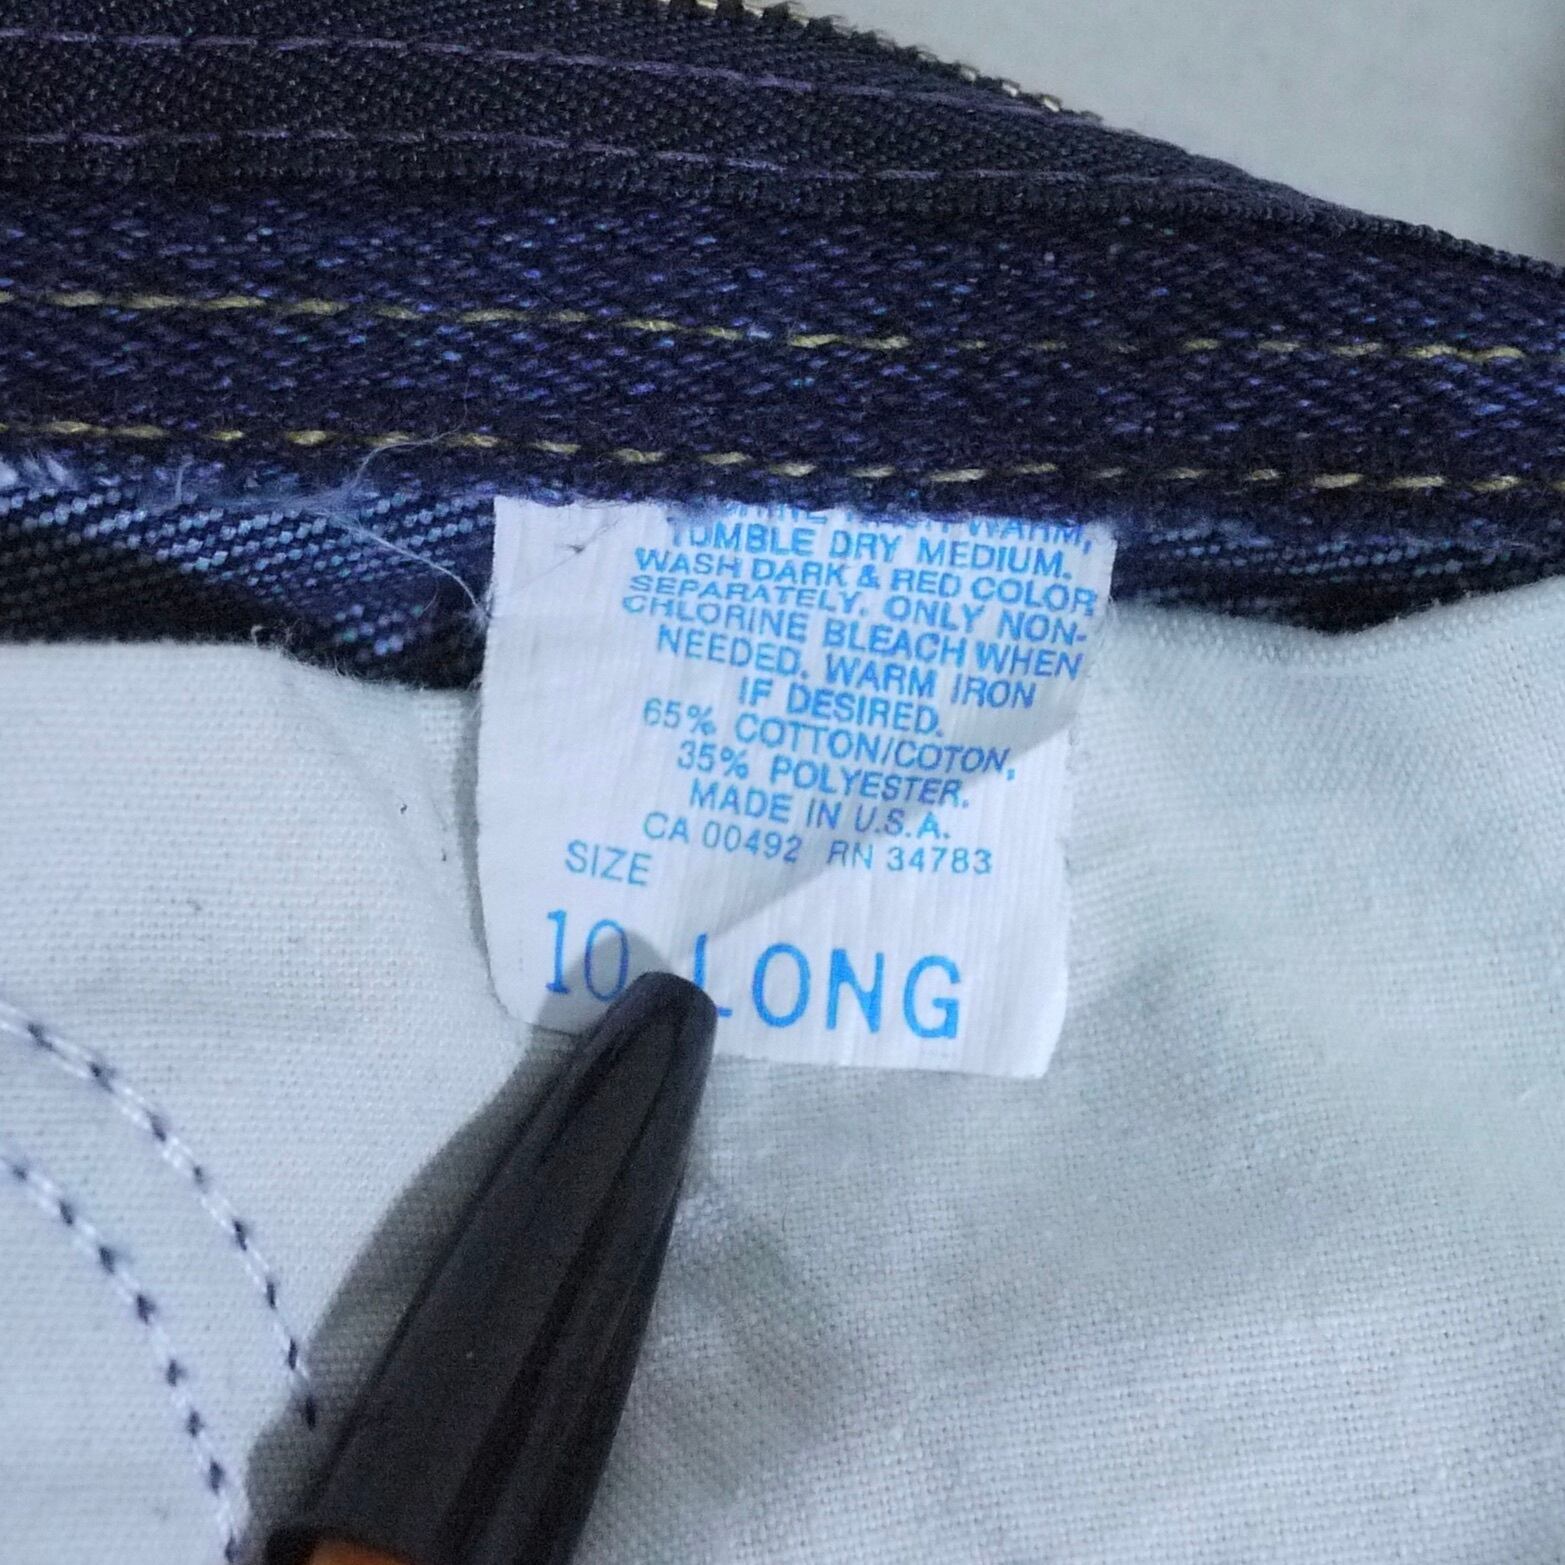 WARM,
TUMBLE DRY MEDIUM.
WASH DARK & RED COLOR
SEPARATELY, ONLY NON-
CHLORINE BLEACH WHEN
NEEDED. WARM IRON
IF DESIRED.
65% COTTON/COTON,
35% POLYESTER.
MADE IN U.S.A.
CA 00492 RN 34783
SIZE
10 LONG